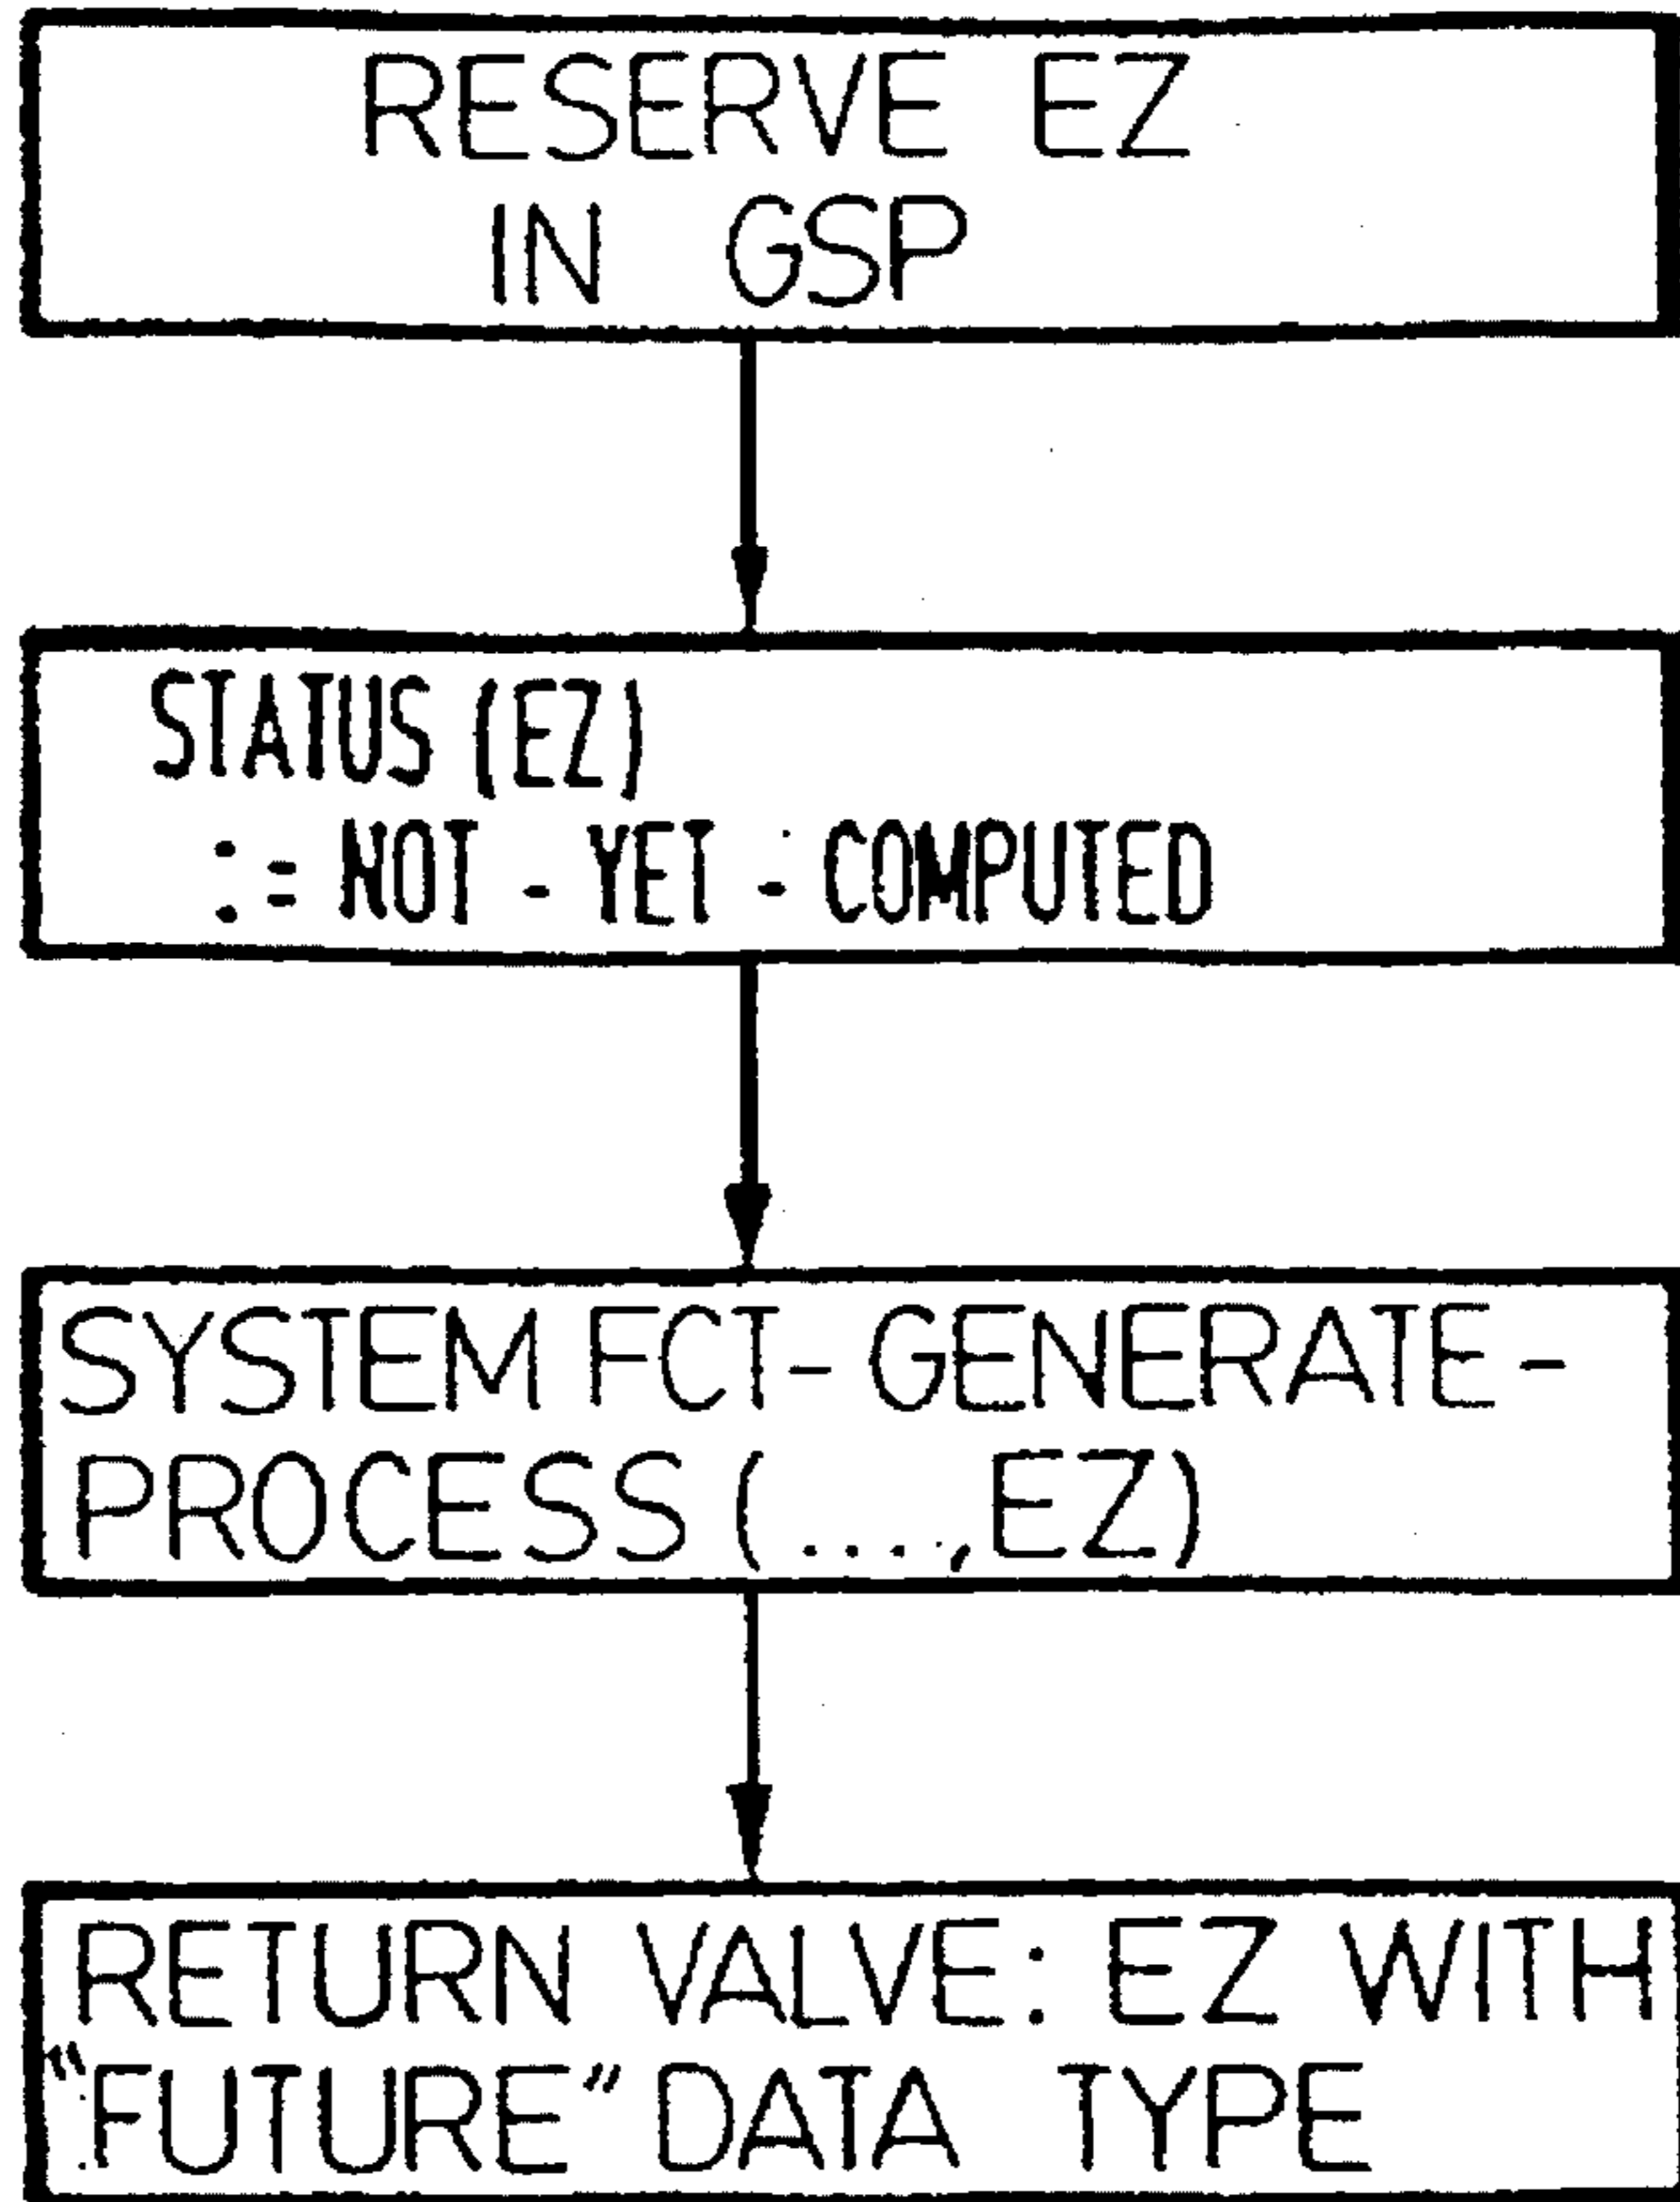 RESERVE EZ
IN GSP
STATUS (EZ)
:= NOT - YET - COMPUTED
SYSTEM FCT - GENERATE -
PROCESS (...., EZ)
RETURN VALVE: EZ WITH
"FUTURE" DATA TYPE